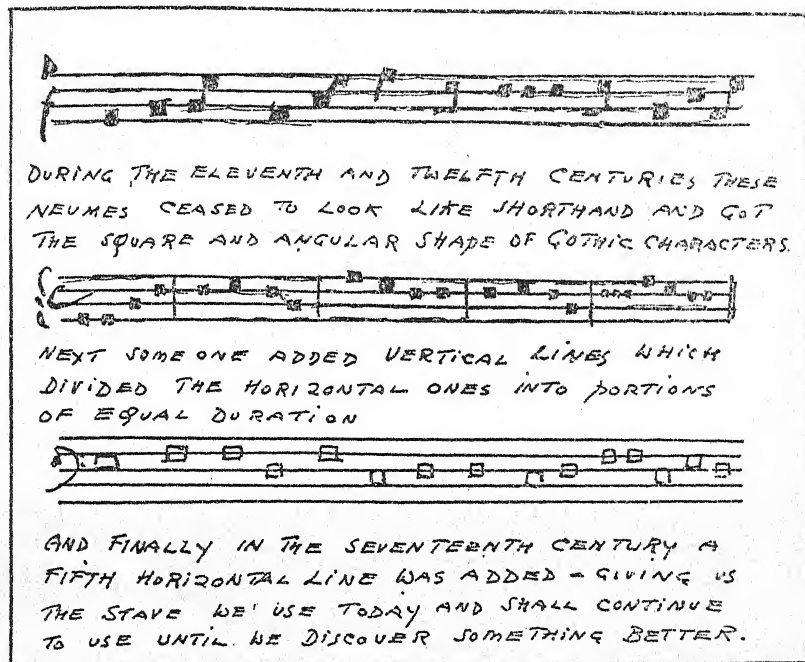 DURING THE ELEVENTH AND TWELFTH CENTURIES THESE
NEUMES CEASED TO LOOK LIKE SHORTHAND AND GOT
THE SQUARE AND ANGULAR SHAPE OF GOTHIC CHARACTERS.
NEXT SOMEONE ADDED VERTICAL LINES WHICH
DIVIDED THE HORIZONTAL ONES INTO PORTIONS
OF EQUAL DURATION
AND FINALLY IN THE SEVENTEENTH CENTURY A
FIFTH HORIZONTAL LINE WAS ADDED - GIVING US
THE STAVE WE USE TODAY AND SHALL CONTINUE
TO USE UNTIL WE DISCOVER SOMETHING BETTER.